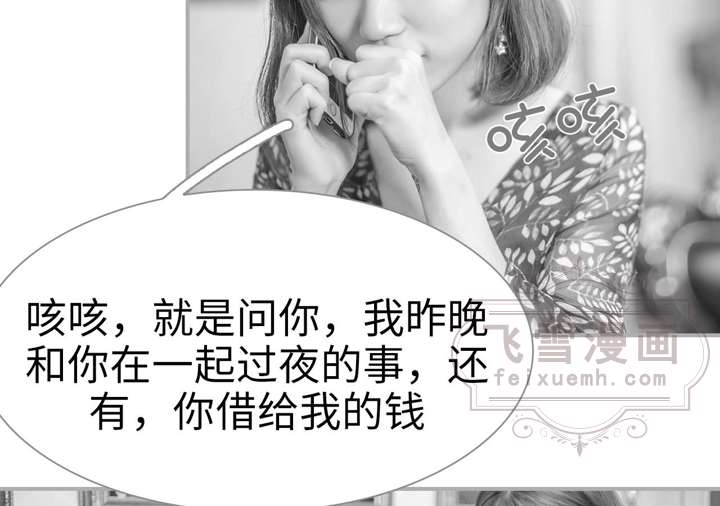 咳咳
咳咳，就是问你，我昨晚
和你在一起过夜的事，还
有，你借给我的钱
飞雪漫画
feixuemh.com